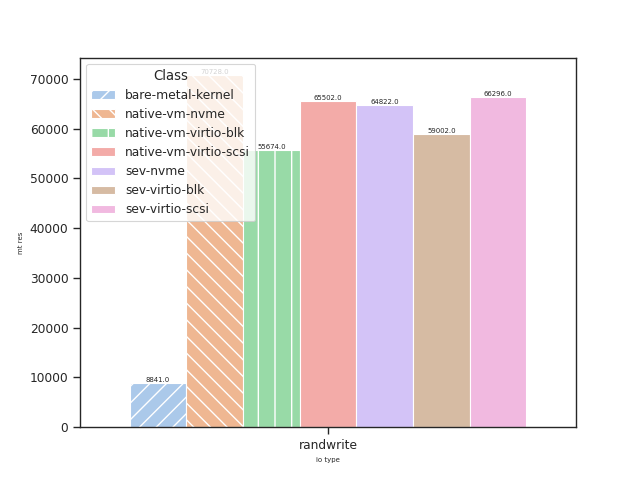 70728.0
Class
bare-metal-kernel
native-vm-nvme
native-vm-virtio-blk
native-vm-virtio-scsi
sev-nvme
sev-virtio-blk
sev-virtio-scsi
8841.0
55674.0
65502.0
64822.0
59002.0
66296.0
70000
60000
50000
40000
30000
20000
10000
0
mt res
randwrite
io type